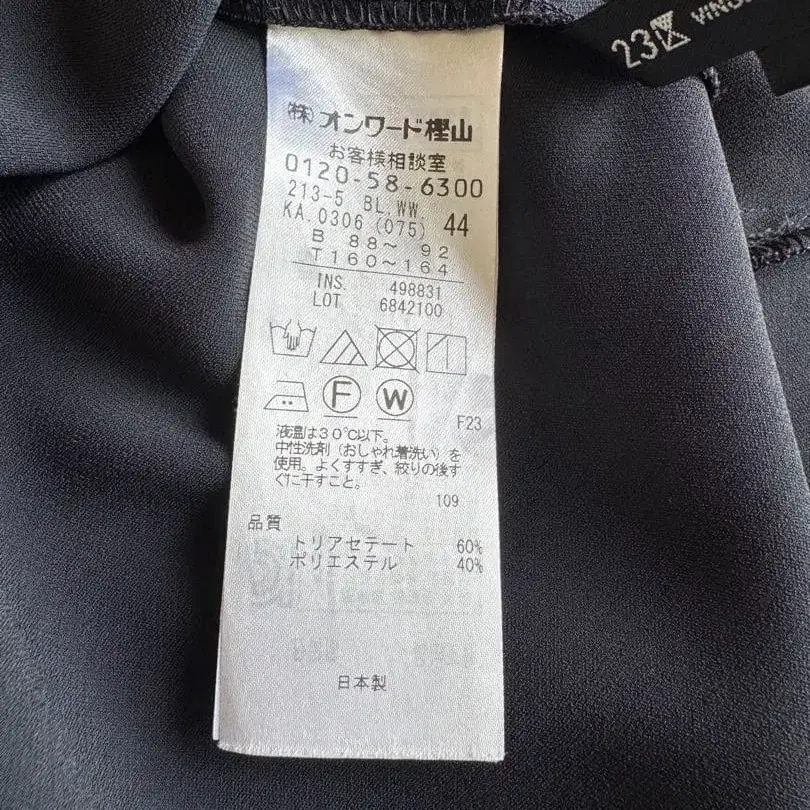 23区
(株)オンワード樫山
お客様相談室
0120-58-6300
213-5 BL.WW.
KA.0306 (075) 44
B 88～ 92
T 160～164
INS. 498831
LOT 6842100
F
W
F23
液温は30℃以下。
中性洗剤（おしゃれ着洗い）を
使用。よくすすぎ、絞りの後す
ぐに干すこと。
109
品質
トリアセテート 60%
ポリエステル 40%
日本製